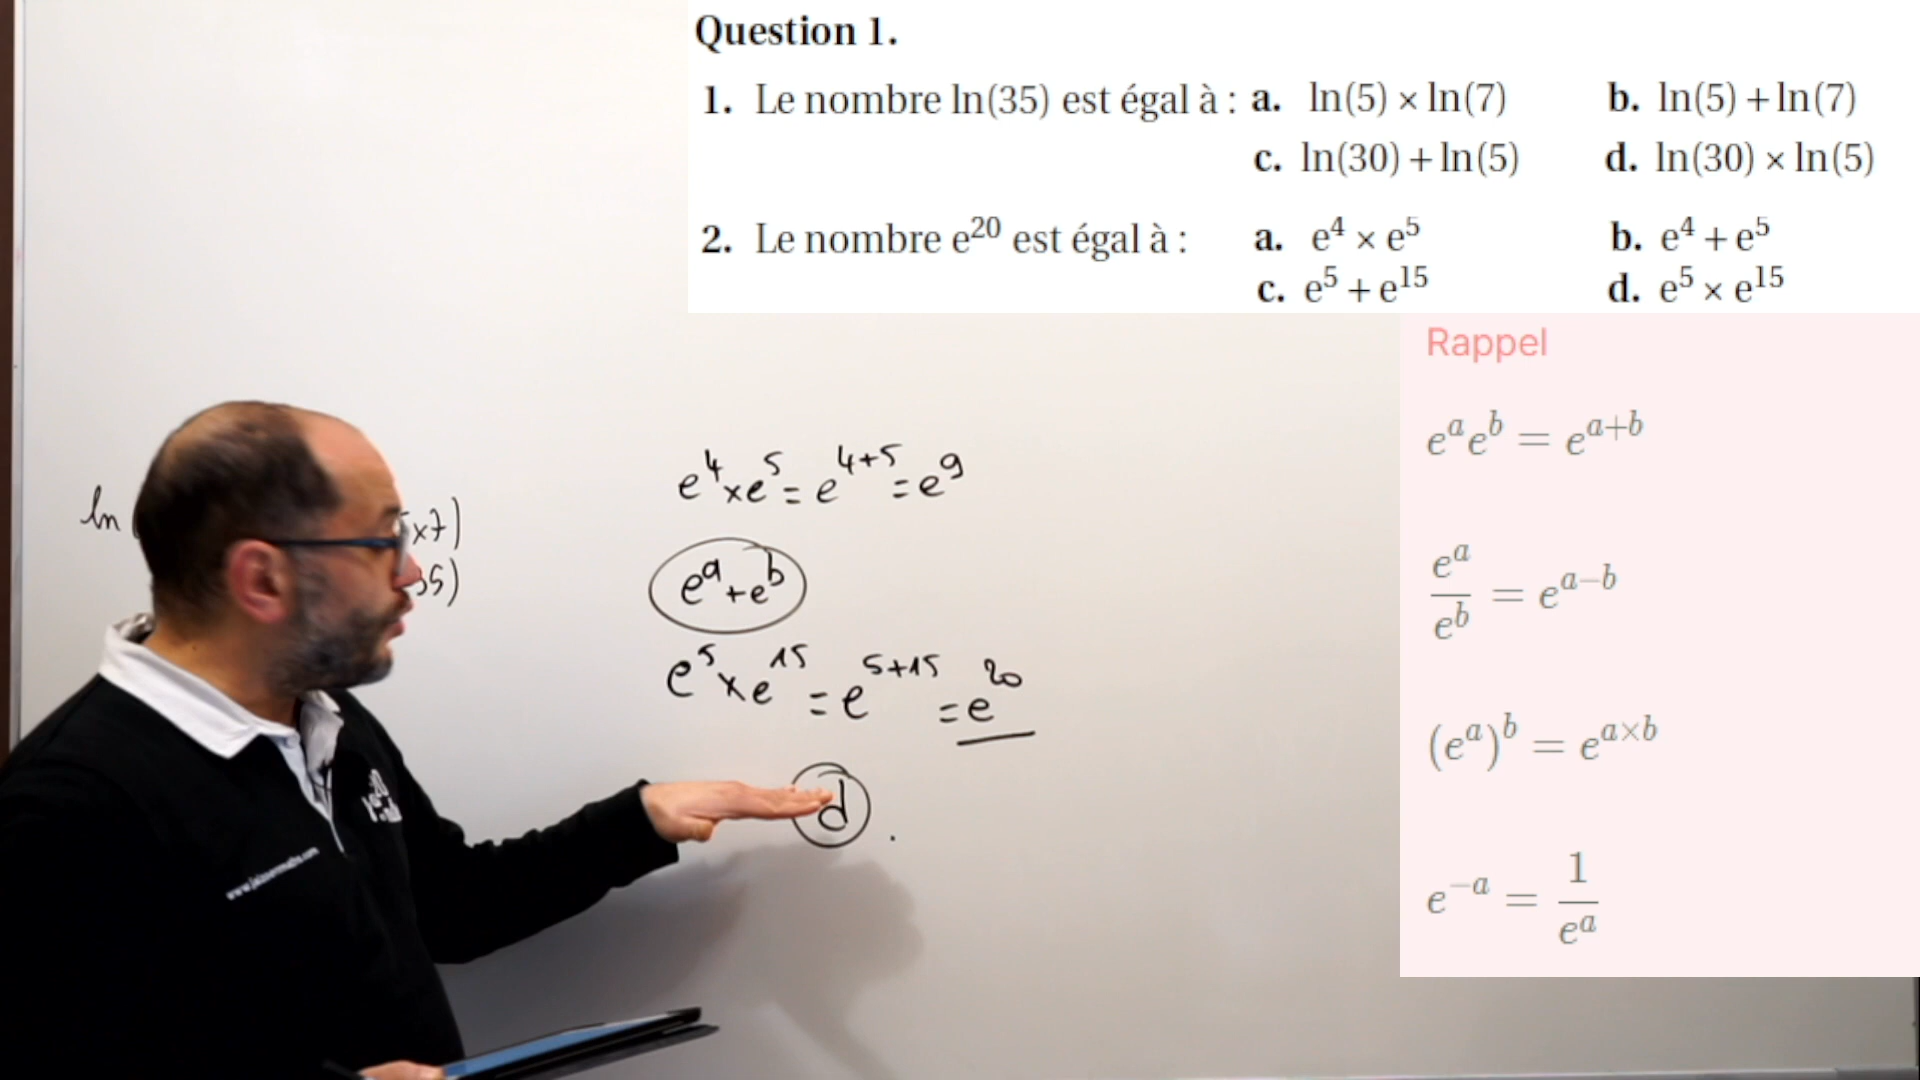 Question 1.
1. Le nombre ln(35) est égal à : a. ln(5) × ln(7) b. ln(5) + ln(7)
c. ln(30) + ln(5) d. ln(30) × ln(5)
2. Le nombre e²⁰ est égal à : a. e⁴ × e⁵ b. e⁴ + e⁵
c. e⁵ + e¹⁵ d. e⁵ × e¹⁵
Rappel
eᵃeᵇ = eᵃ⁺ᵇ
eᵃ/eᵇ = eᵃ⁻ᵇ
(eᵃ)ᵇ = eᵃˣᵇ
e⁻ᵃ = 1/eᵃ
ln (
x7)
35)
e⁴ x e⁵ = e⁴⁺⁵ = e⁹
eᵃ + eᵇ
e⁵ x e¹⁵ = e⁵⁺¹⁵ = e²⁰
d .